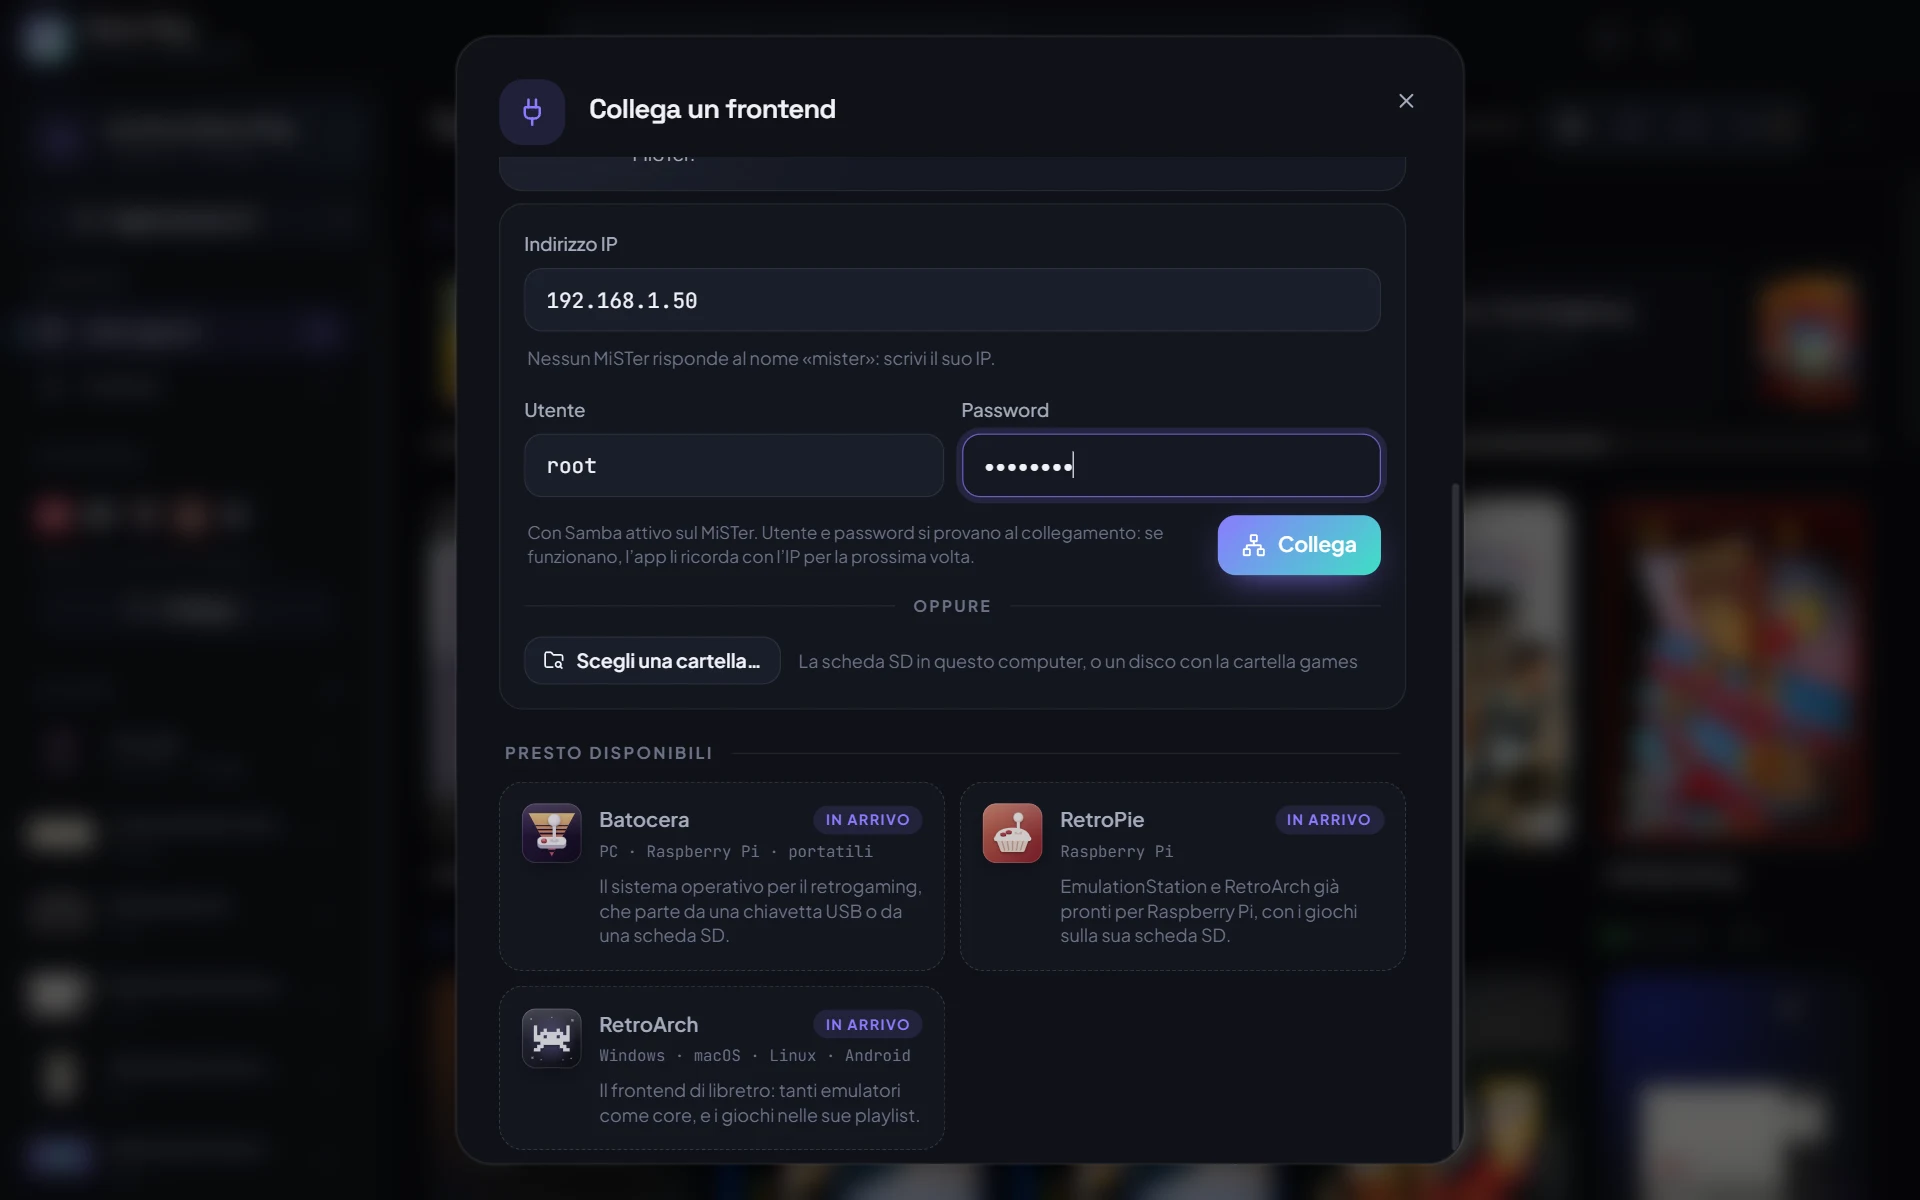 Collega un frontend
MiSTer.
Indirizzo IP
192.168.1.50
Nessun MiSTer risponde al nome «mister»: scrivi il suo IP.
Utente
Password
root
••••••••
Con Samba attivo sul MiSTer. Utente e password si provano al collegamento: se
funzionano, l'app li ricorda con l'IP per la prossima volta.
Collega
OPPURE
Scegli una cartella…
La scheda SD in questo computer, o un disco con la cartella games
PRESTO DISPONIBILI
Batocera
IN ARRIVO
PC · Raspberry Pi · portatili
Il sistema operativo per il retrogaming,
che parte da una chiavetta USB o da
una scheda SD.
RetroPie
IN ARRIVO
Raspberry Pi
EmulationStation e RetroArch già
pronti per Raspberry Pi, con i giochi
sulla sua scheda SD.
RetroArch
IN ARRIVO
Windows · macOS · Linux · Android
Il frontend di libretro: tanti emulatori
come core, e i giochi nelle sue playlist.